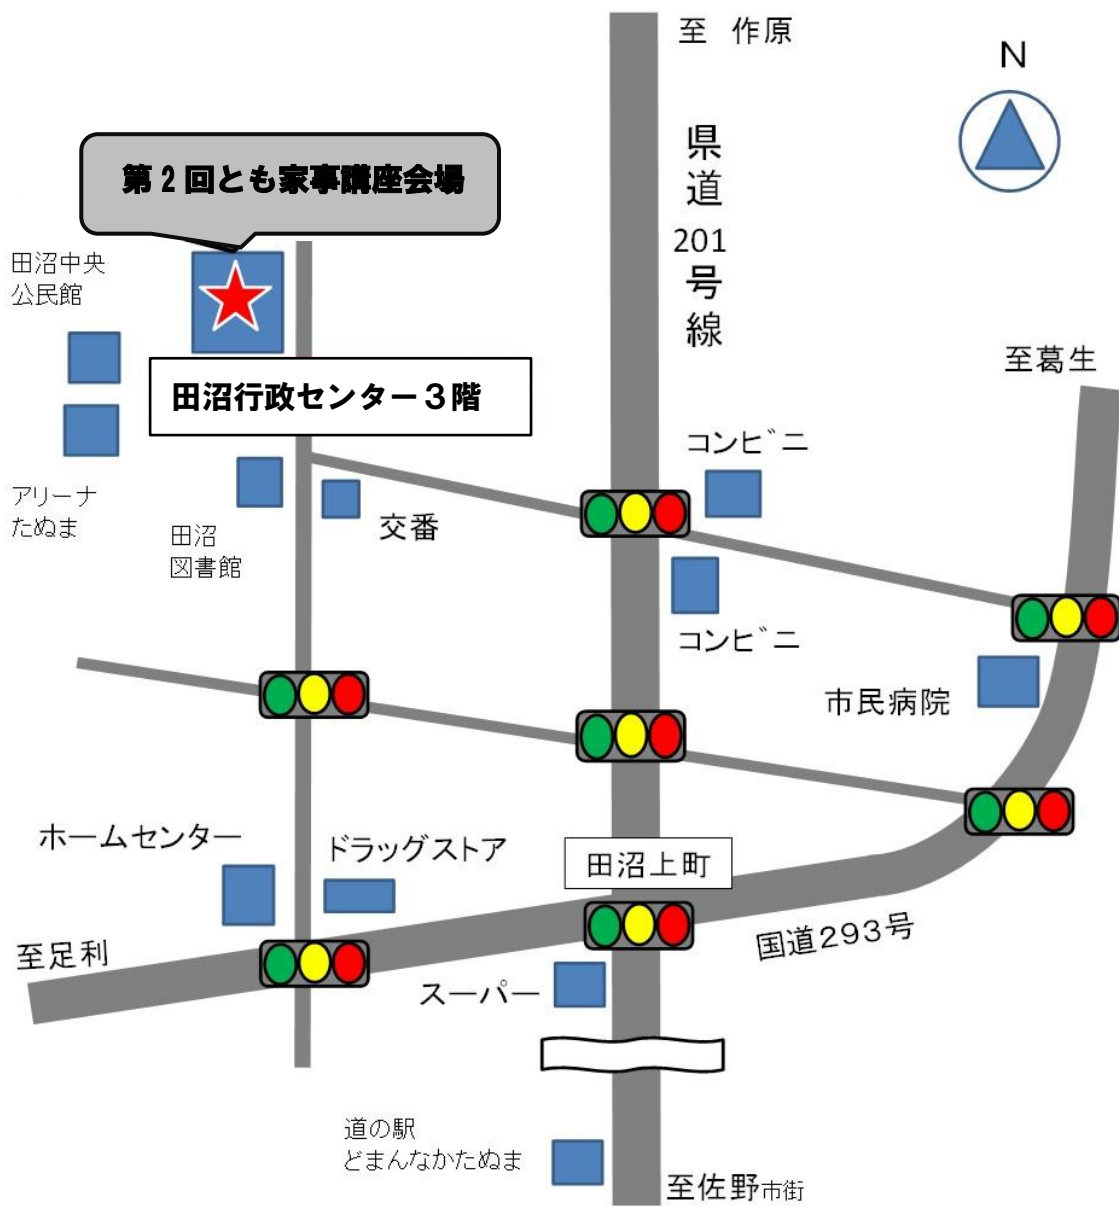 至 作原
N
県道
201
号線
第2回とも家事講座会場
田沼中央
公民館
至葛生
田沼行政センター３階
コンビニ
アリーナ
たぬま
田沼
図書館
交番
コンビニ
市民病院
ホームセンター
ドラッグストア
田沼上町
国道293号
至足利
スーパー
道の駅
どまんなかたぬま
至佐野市街